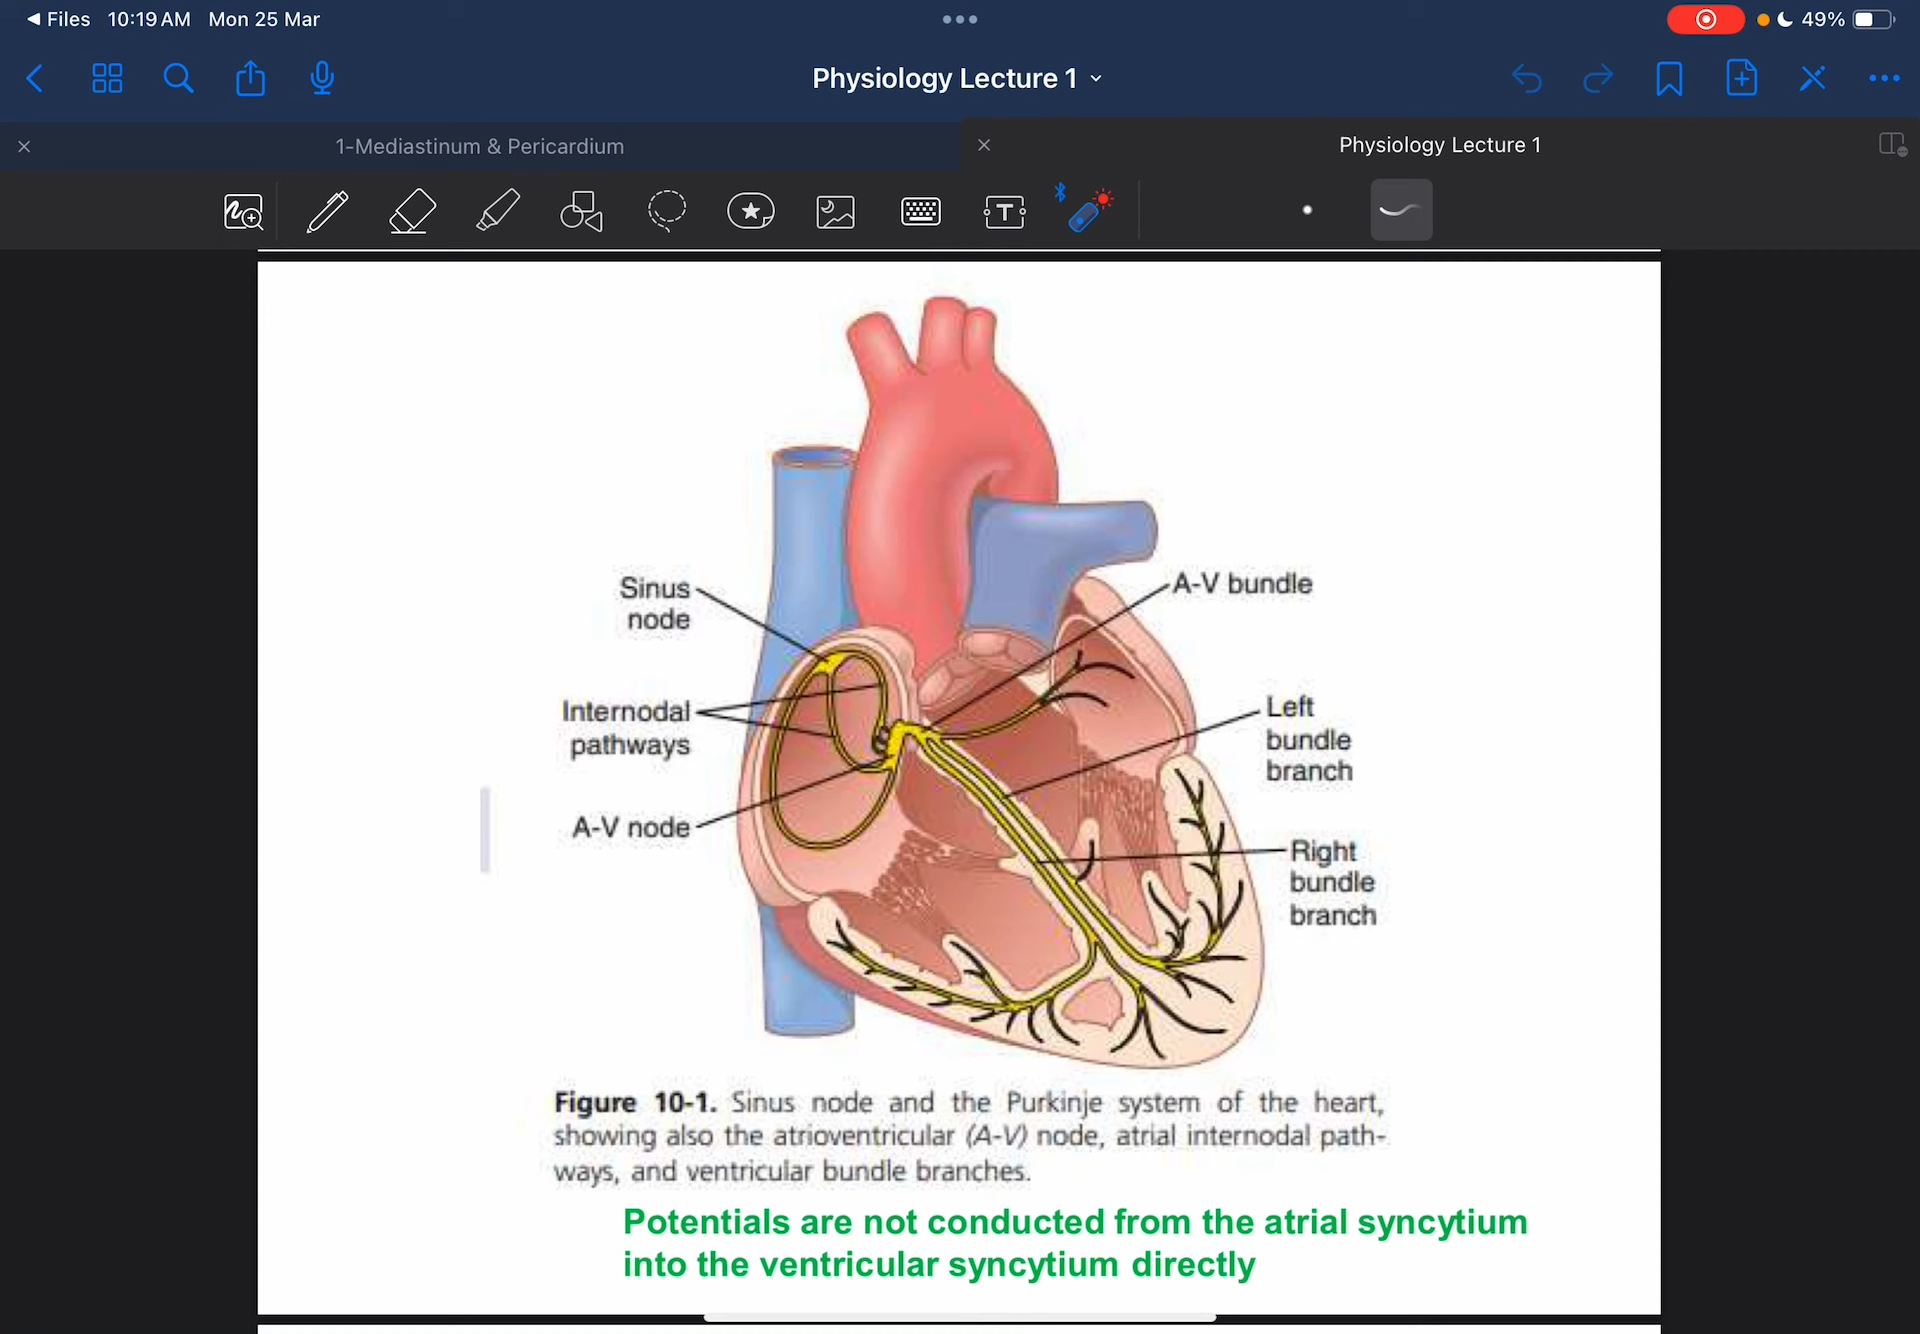 ◀ Files 10:19 AM Mon 25 Mar 49%
Physiology Lecture 1
1-Mediastinum & Pericardium
Physiology Lecture 1
T
Sinus
node
A-V bundle
Internodal
pathways
Left
bundle
branch
A-V node
Right
bundle
branch
Figure 10-1. Sinus node and the Purkinje system of the heart,
showing also the atrioventricular (A-V) node, atrial internodal path-
ways, and ventricular bundle branches.
Potentials are not conducted from the atrial syncytium
into the ventricular syncytium directly